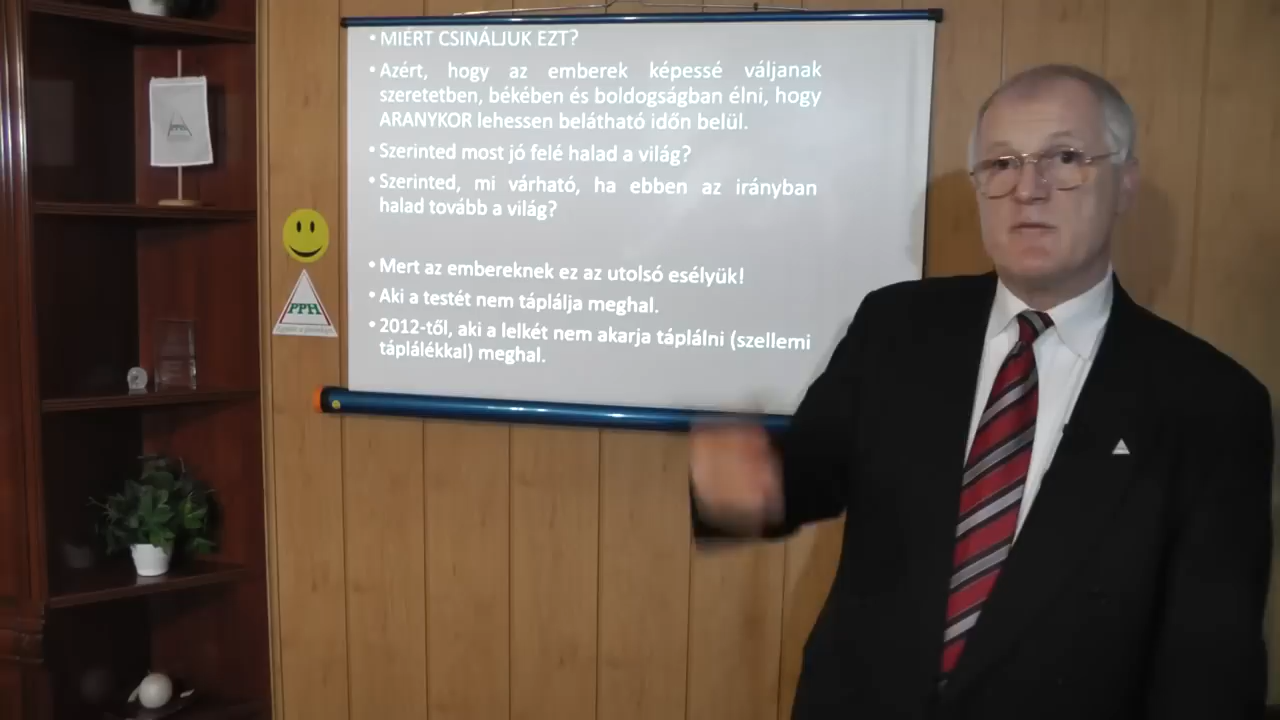 • MIÉRT CSINÁLJUK EZT?
• Azért, hogy az emberek képessé váljanak
szeretetben, békében és boldogságban élni, hogy
ARANYKOR lehessen belátható időn belül.
• Szerinted most jó felé halad a világ?
• Szerinted, mi várható, ha ebben az irányban
halad tovább a világ?
• Mert az embereknek ez az utolsó esélyük!
• Aki a testét nem táplálja meghal.
• 2012-től, aki a lelkét nem akarja táplálni (szellemi
táplálékkal) meghal.
PPH
PPH